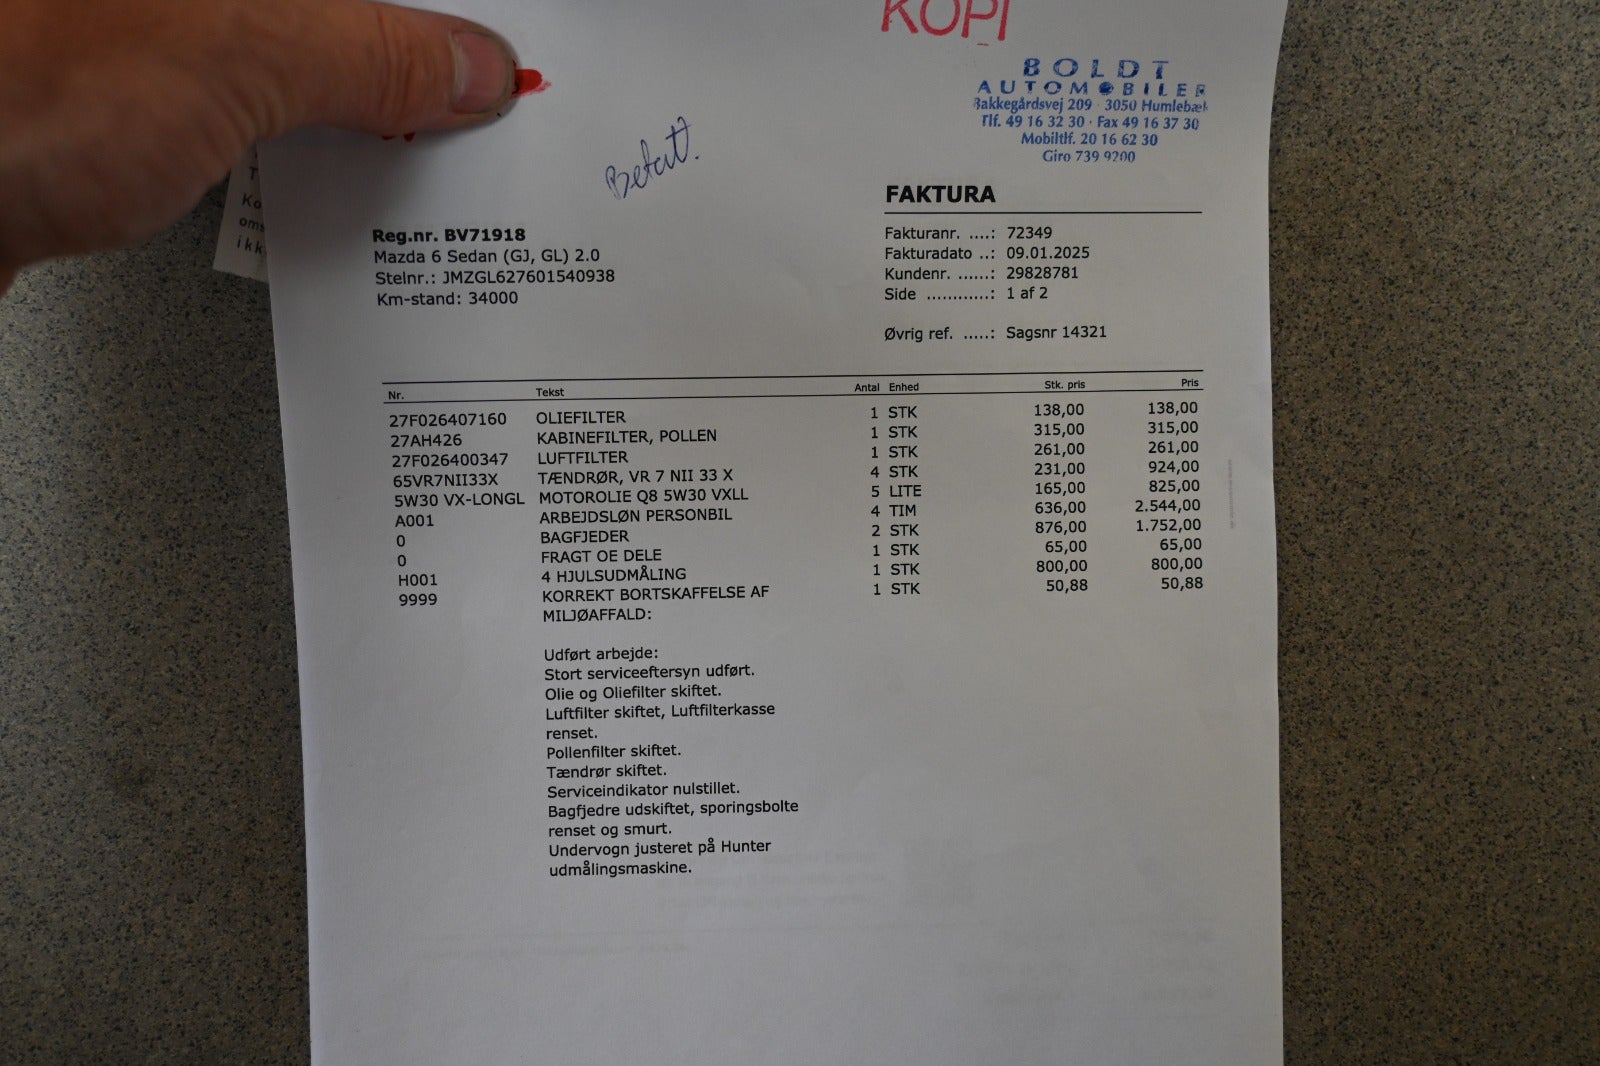 KOPI
BOLDT
AUTOMOBILER
Bakkegårdsvej 209 · 3050 Humlebæk
Tlf. 49 16 32 30 · Fax 49 16 37 30
Mobiltlf. 20 16 62 30
Giro 739 9200
Betalt.
FAKTURA
Reg.nr. BV71918
Mazda 6 Sedan (GJ, GL) 2.0
Stelnr.: JMZGL627601540938
Km-stand: 34000
Fakturanr. ....: 72349
Fakturadato ..: 09.01.2025
Kundenr. ......: 29828781
Side ............: 1 af 2
Øvrig ref. .....: Sagsnr 14321
Nr. Tekst Antal Enhed Stk. pris Pris
27F026407160 OLIEFILTER 1 STK 138,00 138,00
27AH426 KABINEFILTER, POLLEN 1 STK 315,00 315,00
27F026400347 LUFTFILTER 1 STK 261,00 261,00
65VR7NII33X TÆNDRØR, VR 7 NII 33 X 4 STK 231,00 924,00
5W30 VX-LONGL MOTOROLIE Q8 5W30 VXLL 5 LITE 165,00 825,00
A001 ARBEJDSLØN PERSONBIL 4 TIM 636,00 2.544,00
0 BAGFJEDER 2 STK 876,00 1.752,00
0 FRAGT OE DELE 1 STK 65,00 65,00
H001 4 HJULSUDMÅLING 1 STK 800,00 800,00
9999 KORREKT BORTSKAFFELSE AF 1 STK 50,88 50,88
MILJØAFFALD:
Udført arbejde:
Stort serviceeftersyn udført.
Olie og Oliefilter skiftet.
Luftfilter skiftet, Luftfilterkasse
renset.
Pollenfilter skiftet.
Tændrør skiftet.
Serviceindikator nulstillet.
Bagfjedre udskiftet, sporingsbolte
renset og smurt.
Undervogn justeret på Hunter
udmålingsmaskine.